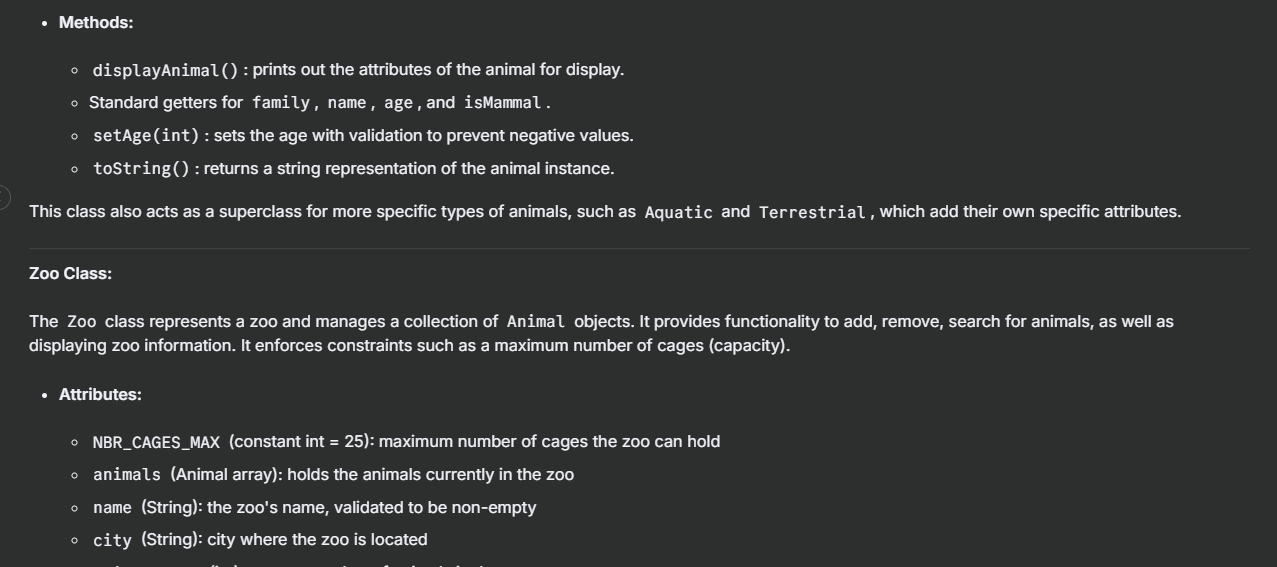 Methods:
displayAnimal() : prints out the attributes of the animal for display.
Standard getters for family, name, age, and isMammal.
setAge(int) : sets the age with validation to prevent negative values.
toString() : returns a string representation of the animal instance.
This class also acts as a superclass for more specific types of animals, such as Aquatic and Terrestrial, which add their own specific attributes.
Zoo Class:
The Zoo class represents a zoo and manages a collection of Animal objects. It provides functionality to add, remove, search for animals, as well as
displaying zoo information. It enforces constraints such as a maximum number of cages (capacity).
Attributes:
NBR_CAGES_MAX (constant int = 25): maximum number of cages the zoo can hold
animals (Animal array): holds the animals currently in the zoo
name (String): the zoo's name, validated to be non-empty
city (String): city where the zoo is located